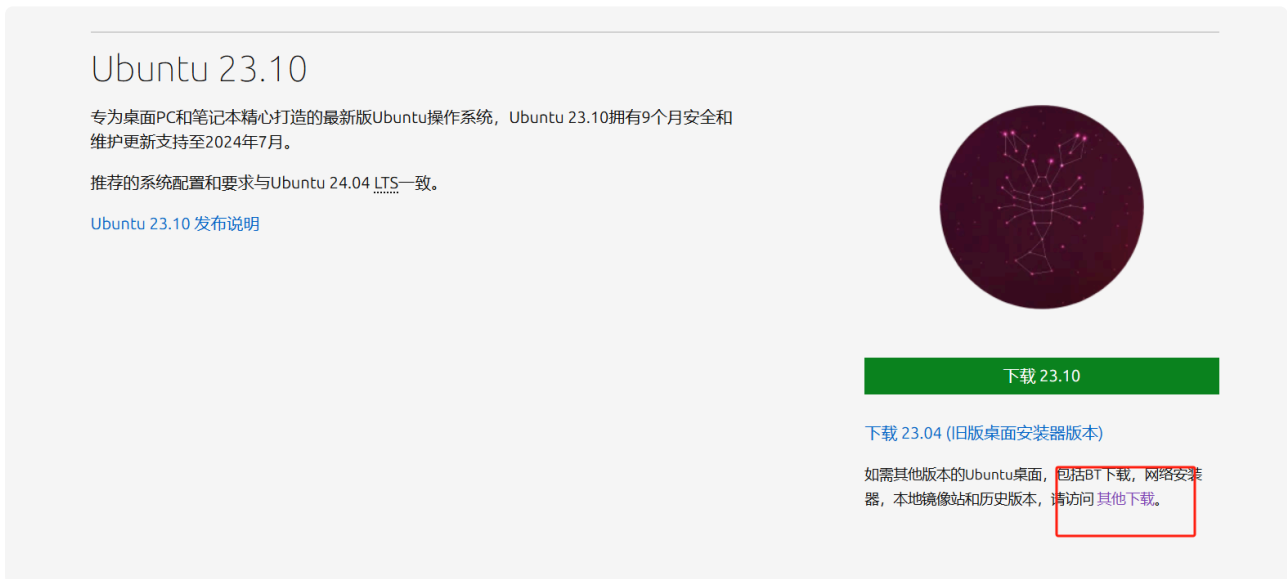 Ubuntu 23.10
专为桌面PC和笔记本精心打造的最新版Ubuntu操作系统，Ubuntu 23.10拥有9个月安全和
维护更新支持至2024年7月。
推荐的系统配置和要求与Ubuntu 24.04 LTS一致。
Ubuntu 23.10 发布说明
下载 23.10
下载 23.04 (旧版桌面安装器版本)
如需其他版本的Ubuntu桌面，包括BT下载，网络安装
器，本地镜像站和历史版本，请访问 其他下载。